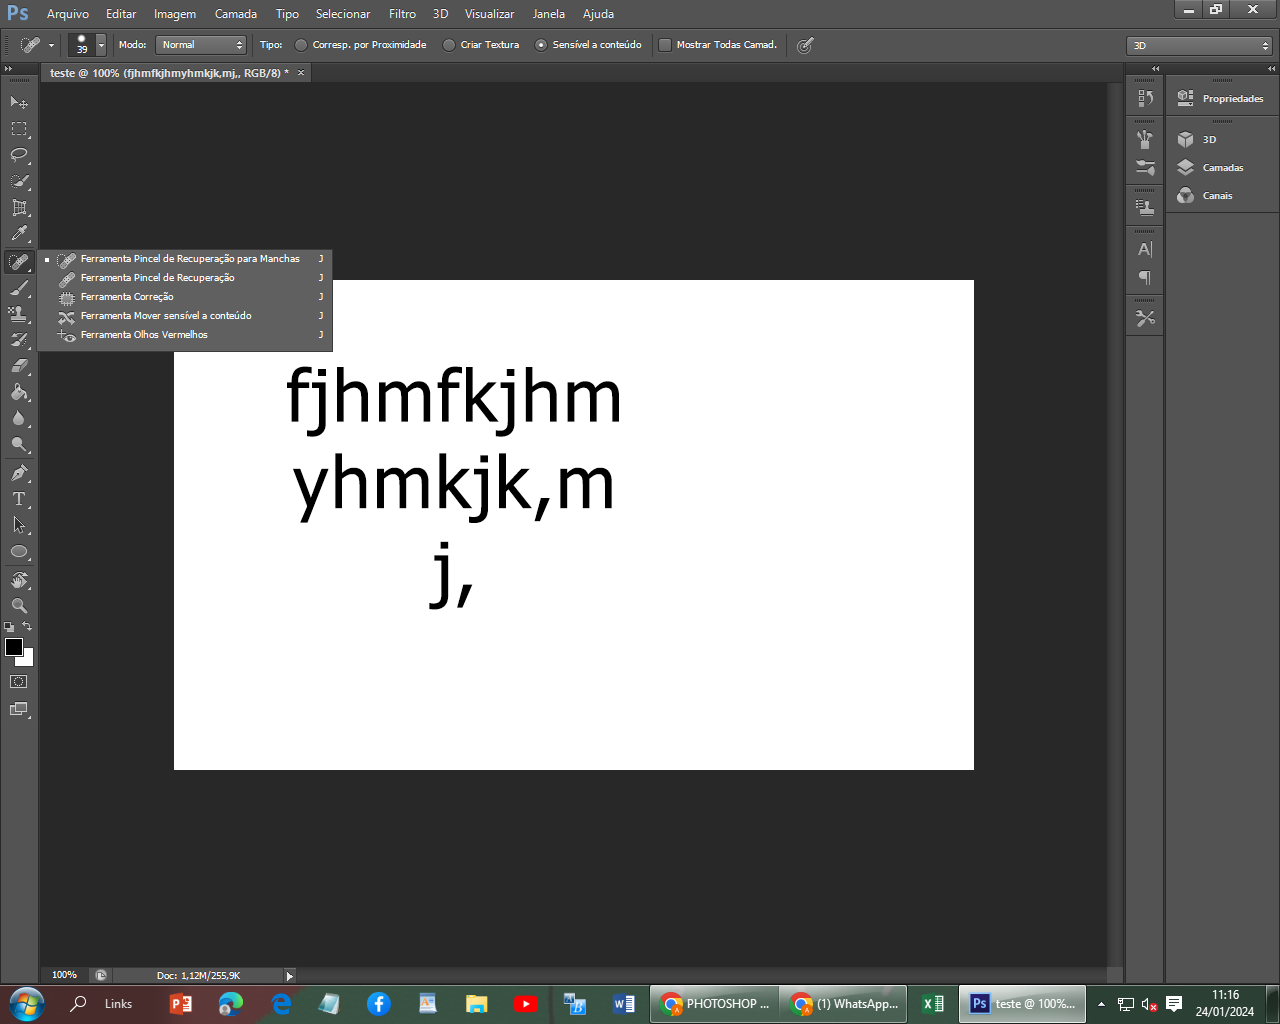 Ps Arquivo Editar Imagem Camada Tipo Selecionar Filtro 3D Visualizar Janela Ajuda
39 Modo: Normal Tipo: Corresp. por Proximidade Criar Textura Sensível a conteúdo Mostrar Todas Camad. 3D
teste @ 100% (fjhmfkjhmyhmkjk,mj,, RGB/8) * ×
Propriedades
3D
Camadas
Canais
Ferramenta Pincel de Recuperação para Manchas J
Ferramenta Pincel de Recuperação J
Ferramenta Correção J
Ferramenta Mover sensível a conteúdo J
Ferramenta Olhos Vermelhos J
fjhmfkjhm
yhmkjk,m
j,
100% Doc: 1,12M/255,9K
Links PHOTOSHOP ... (1) WhatsApp... Ps teste @ 100%... 11:16
24/01/2024